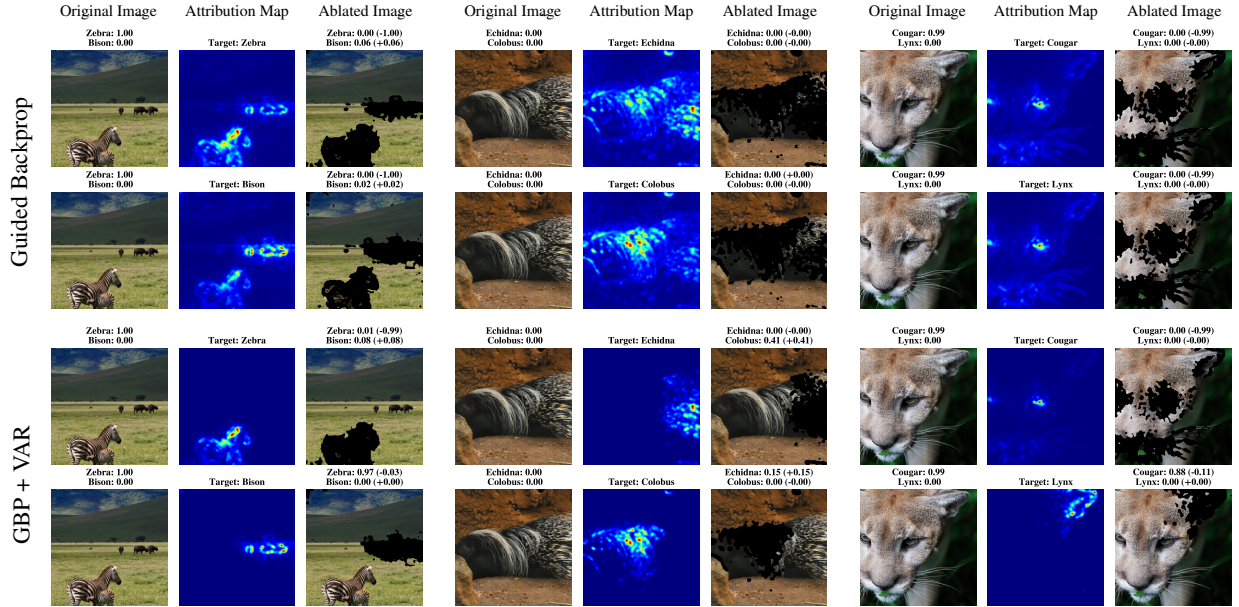 Original Image Attribution Map Ablated Image Original Image Attribution Map Ablated Image Original Image Attribution Map Ablated Image
Guided Backprop
Zebra: 1.00
Bison: 0.00
Target: Zebra
Zebra: 0.00 (-1.00)
Bison: 0.06 (+0.06)
Echidna: 0.00
Colobus: 0.00
Target: Echidna
Echidna: 0.00 (-0.00)
Colobus: 0.00 (-0.00)
Cougar: 0.99
Lynx: 0.00
Target: Cougar
Cougar: 0.00 (-0.99)
Lynx: 0.00 (-0.00)
Zebra: 1.00
Bison: 0.00
Target: Bison
Zebra: 0.00 (-1.00)
Bison: 0.02 (+0.02)
Echidna: 0.00
Colobus: 0.00
Target: Colobus
Echidna: 0.00 (+0.00)
Colobus: 0.00 (-0.00)
Cougar: 0.99
Lynx: 0.00
Target: Lynx
Cougar: 0.00 (-0.99)
Lynx: 0.00 (-0.00)
GBP + VAR
Zebra: 1.00
Bison: 0.00
Target: Zebra
Zebra: 0.01 (-0.99)
Bison: 0.08 (+0.08)
Echidna: 0.00
Colobus: 0.00
Target: Echidna
Echidna: 0.00 (-0.00)
Colobus: 0.41 (+0.41)
Cougar: 0.99
Lynx: 0.00
Target: Cougar
Cougar: 0.00 (-0.99)
Lynx: 0.00 (-0.00)
Zebra: 1.00
Bison: 0.00
Target: Bison
Zebra: 0.97 (-0.03)
Bison: 0.00 (+0.00)
Echidna: 0.00
Colobus: 0.00
Target: Colobus
Echidna: 0.15 (+0.15)
Colobus: 0.00 (-0.00)
Cougar: 0.99
Lynx: 0.00
Target: Lynx
Cougar: 0.88 (-0.11)
Lynx: 0.00 (+0.00)